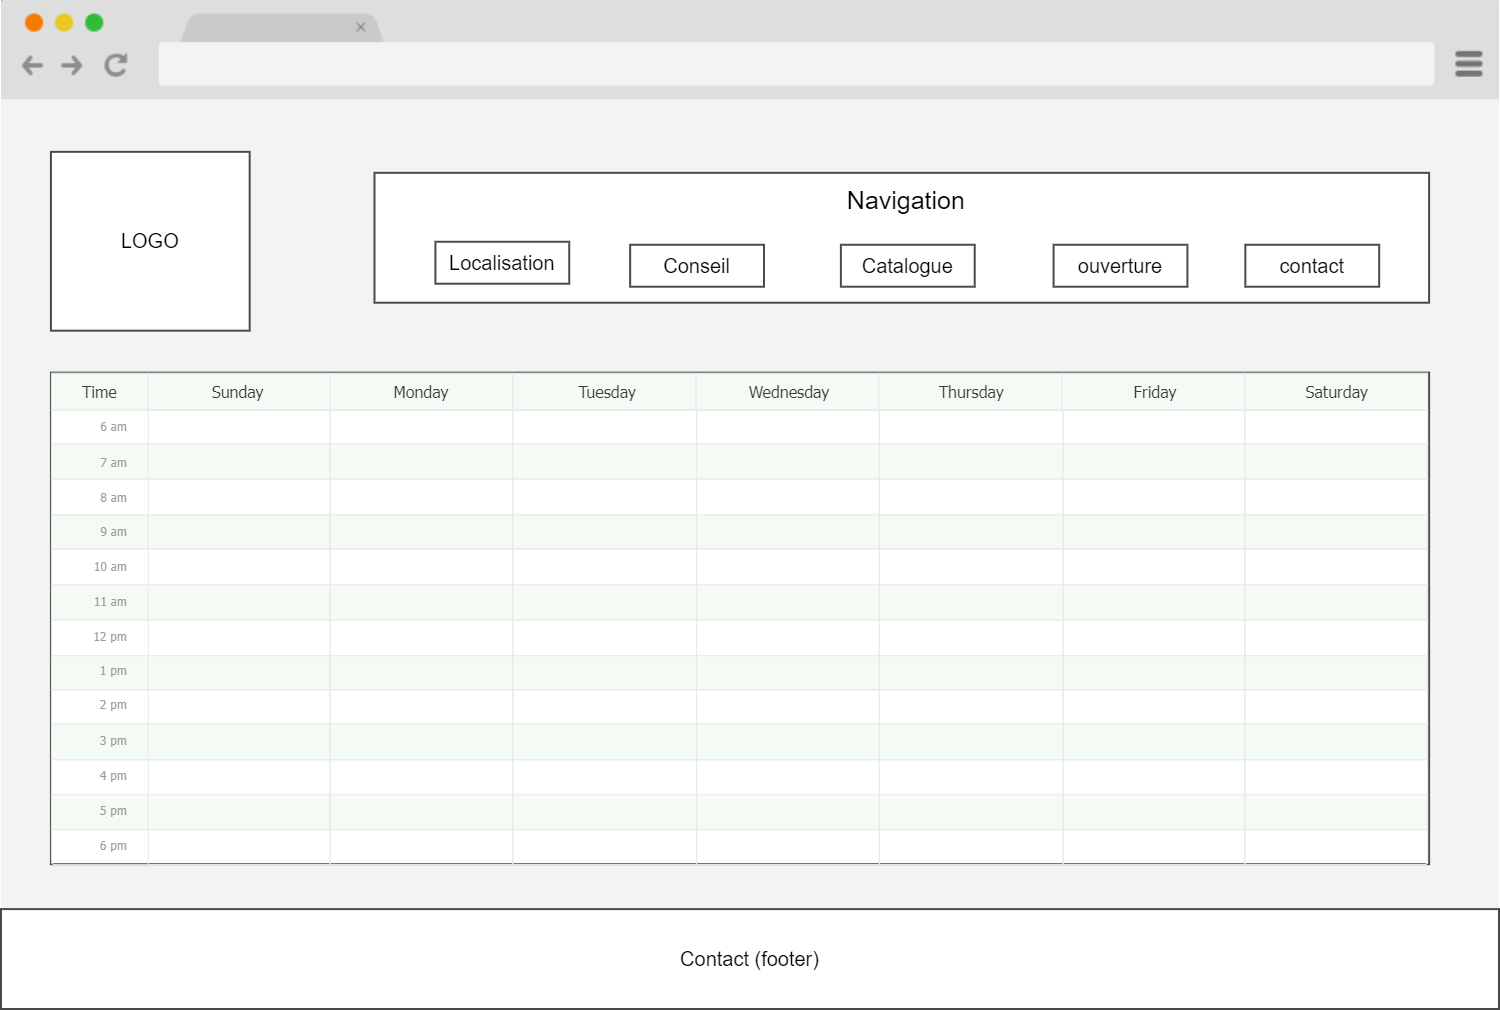 LOGO
Navigation
Localisation Conseil Catalogue ouverture contact
Time Sunday Monday Tuesday Wednesday Thursday Friday Saturday
6 am
7 am
8 am
9 am
10 am
11 am
12 pm
1 pm
2 pm
3 pm
4 pm
5 pm
6 pm
Contact (footer)